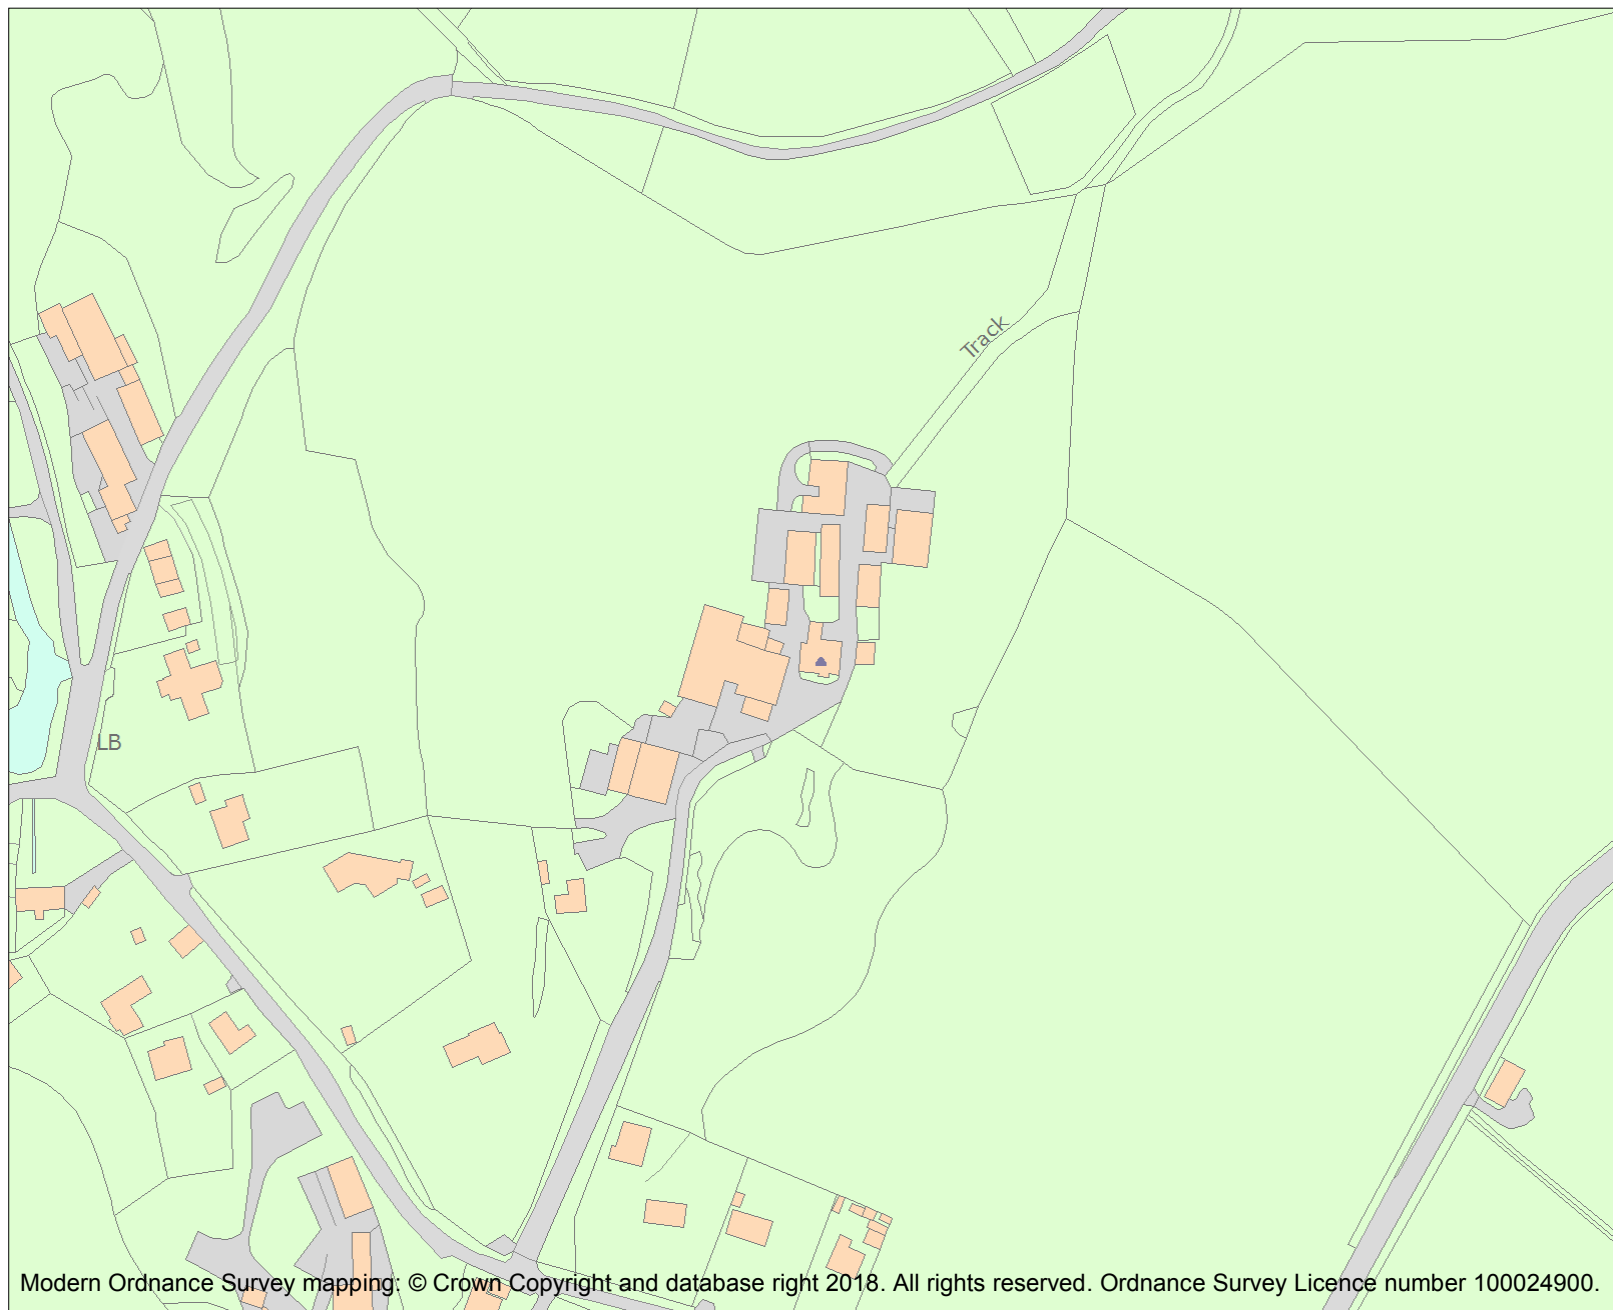 Track
LB
Modern Ordnance Survey mapping: © Crown Copyright and database right 2018. All rights reserved. Ordnance Survey Licence number 100024900.